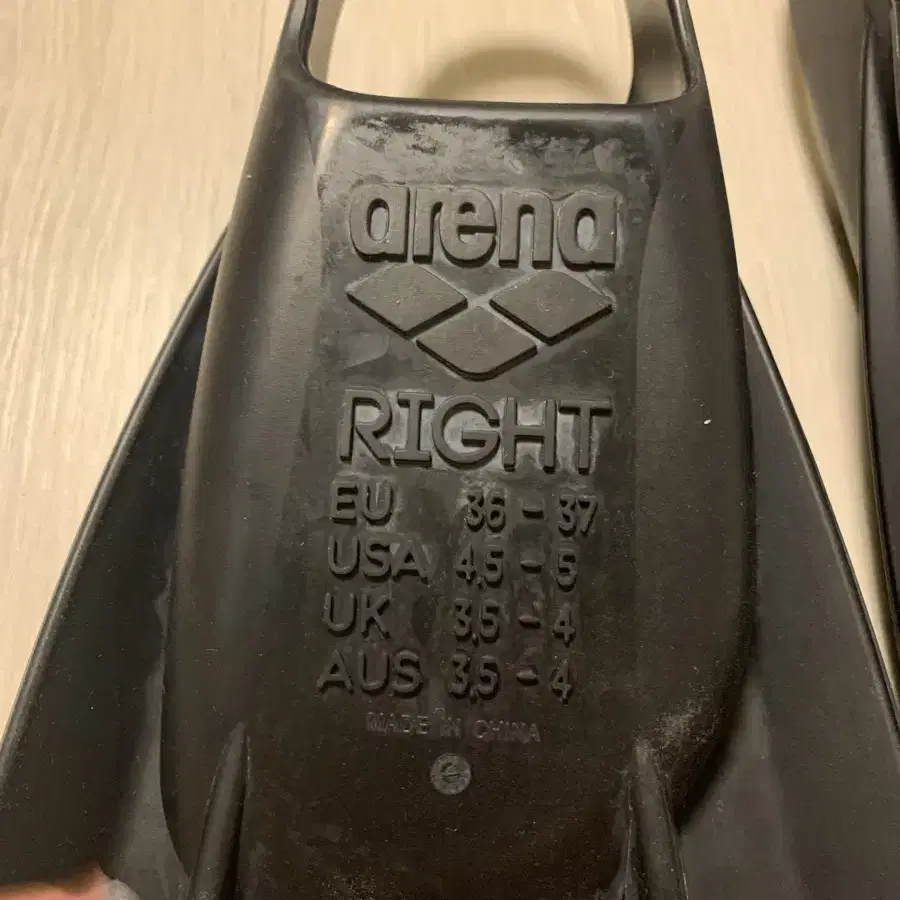 arena
RIGHT
EU 36 - 37
USA 4,5 - 5
UK 3,5 - 4
AUS 3,5 - 4
MADE IN CHINA